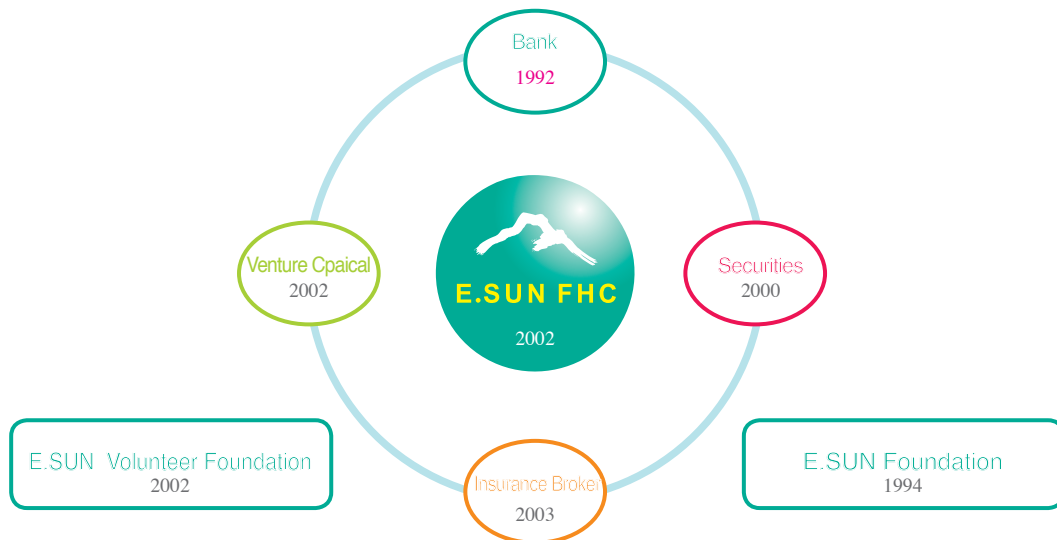 Bank
1992
Venture Cpaical
2002
E.SUN FHC
2002
Securities
2000
E.SUN Volunteer Foundation
2002
Insurance Broker
2003
E.SUN Foundation
1994